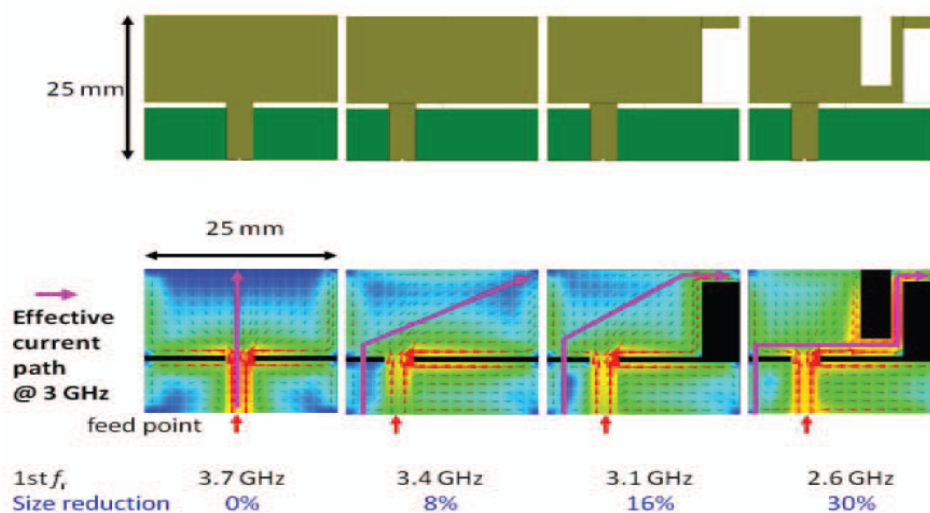 25 mm
25 mm
Effective
current
path
@ 3 GHz
feed point
1st fr 3.7 GHz 3.4 GHz 3.1 GHz 2.6 GHz
Size reduction 0% 8% 16% 30%